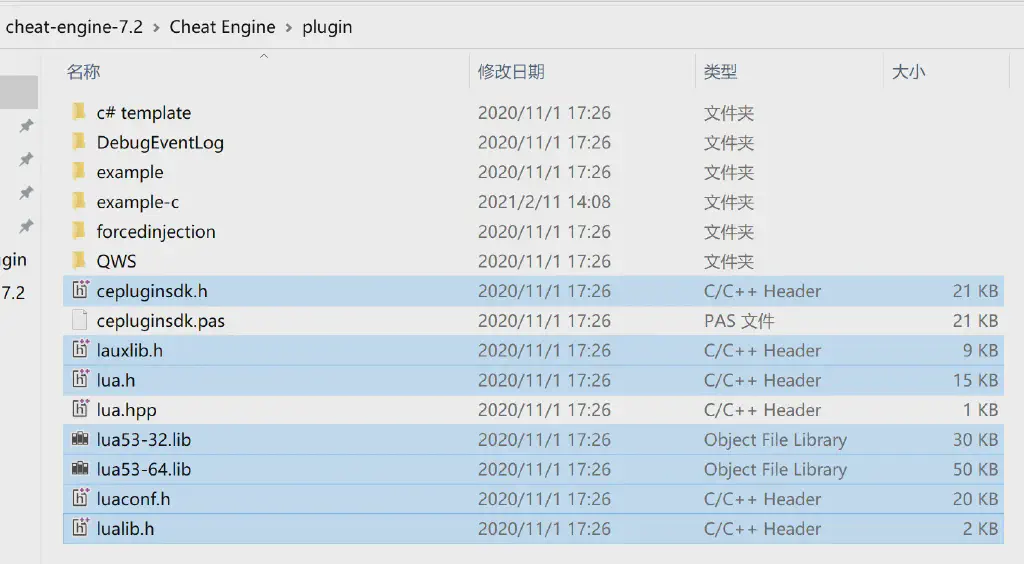 cheat-engine-7.2 › Cheat Engine › plugin
名称 修改日期 类型 大小
c# template 2020/11/1 17:26 文件夹
DebugEventLog 2020/11/1 17:26 文件夹
example 2020/11/1 17:26 文件夹
example-c 2021/2/11 14:08 文件夹
forcedinjection 2020/11/1 17:26 文件夹
gin
QWS 2020/11/1 17:26 文件夹
7.2
cepluginsdk.h 2020/11/1 17:26 C/C++ Header 21 KB
cepluginsdk.pas 2020/11/1 17:26 PAS 文件 21 KB
lauxlib.h 2020/11/1 17:26 C/C++ Header 9 KB
lua.h 2020/11/1 17:26 C/C++ Header 15 KB
lua.hpp 2020/11/1 17:26 C/C++ Header 1 KB
lua53-32.lib 2020/11/1 17:26 Object File Library 30 KB
lua53-64.lib 2020/11/1 17:26 Object File Library 50 KB
luaconf.h 2020/11/1 17:26 C/C++ Header 20 KB
lualib.h 2020/11/1 17:26 C/C++ Header 2 KB